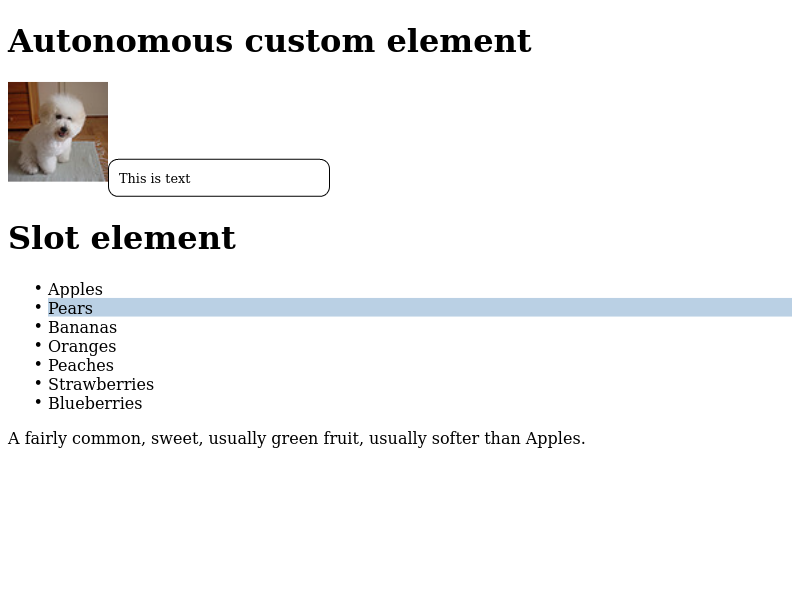 Autonomous custom element
This is text
Slot element
• Apples
• Pears
• Bananas
• Oranges
• Peaches
• Strawberries
• Blueberries
A fairly common, sweet, usually green fruit, usually softer than Apples.